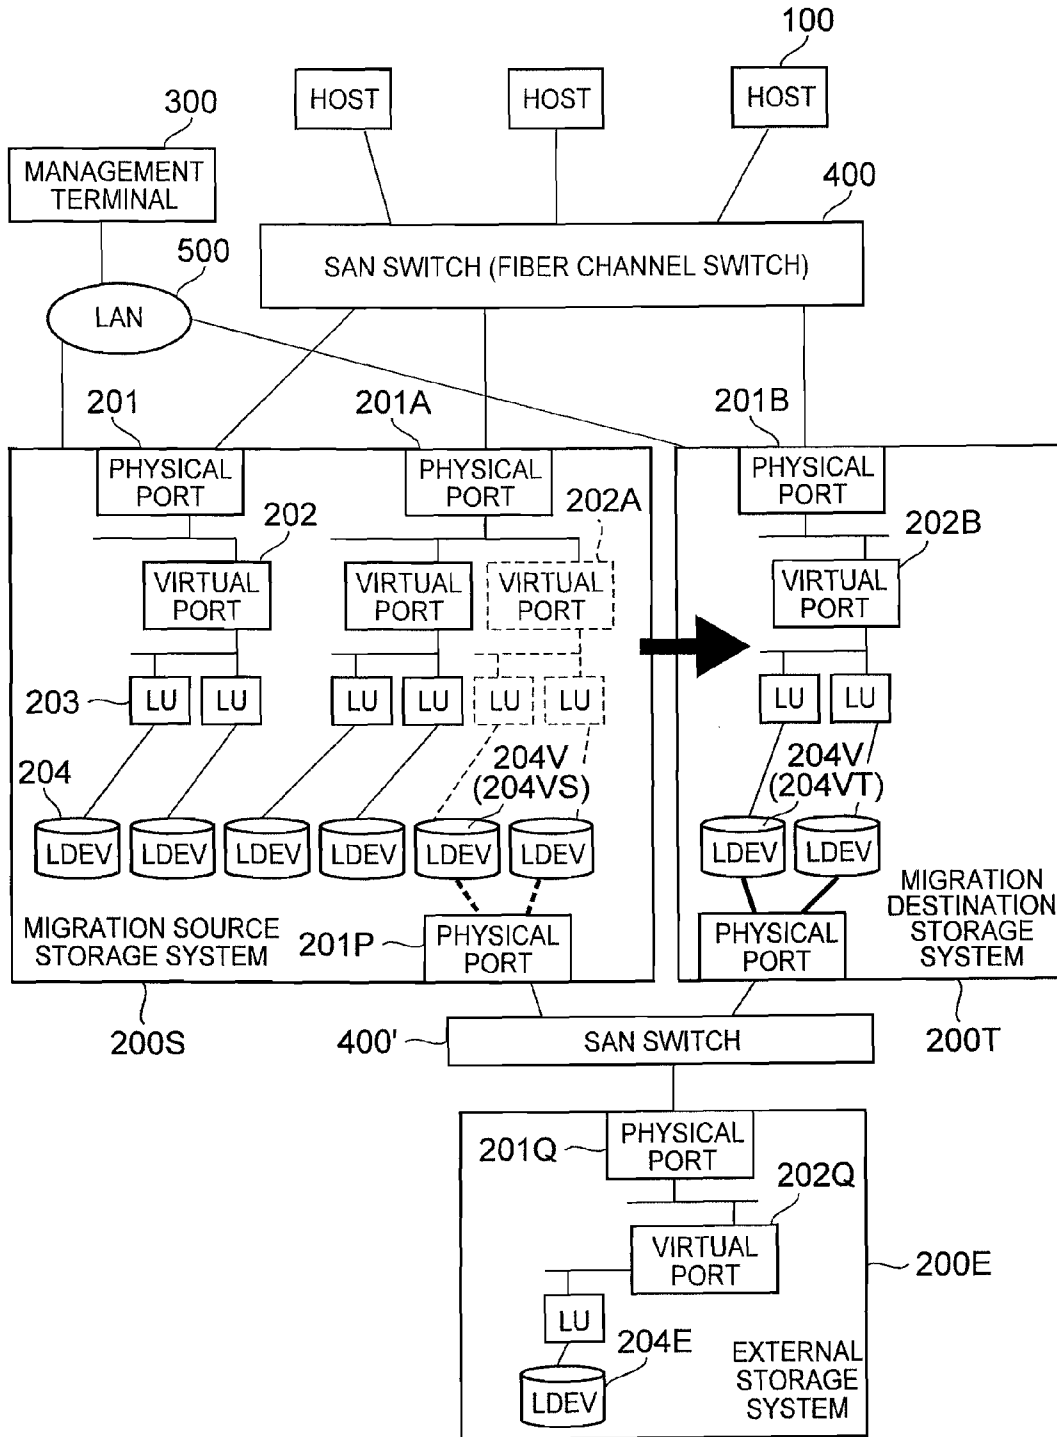 100
HOST
HOST
HOST
300
MANAGEMENT
TERMINAL
400
500
SAN SWITCH (FIBER CHANNEL SWITCH)
LAN
201
201A
201B
PHYSICAL
PORT
PHYSICAL
PORT
PHYSICAL
PORT
202
202A
202B
VIRTUAL
PORT
VIRTUAL
PORT
VIRTUAL
PORT
VIRTUAL
PORT
203
LU
LU
LU
LU
LU
LU
LU
LU
204
204V
(204VS)
204V
(204VT)
LDEV
LDEV
LDEV
LDEV
LDEV
LDEV
LDEV
LDEV
MIGRATION SOURCE
STORAGE SYSTEM
201P
PHYSICAL
PORT
PHYSICAL
PORT
MIGRATION
DESTINATION
STORAGE
SYSTEM
200S
400'
SAN SWITCH
200T
201Q
PHYSICAL
PORT
202Q
VIRTUAL
PORT
200E
LU
204E
LDEV
EXTERNAL
STORAGE
SYSTEM